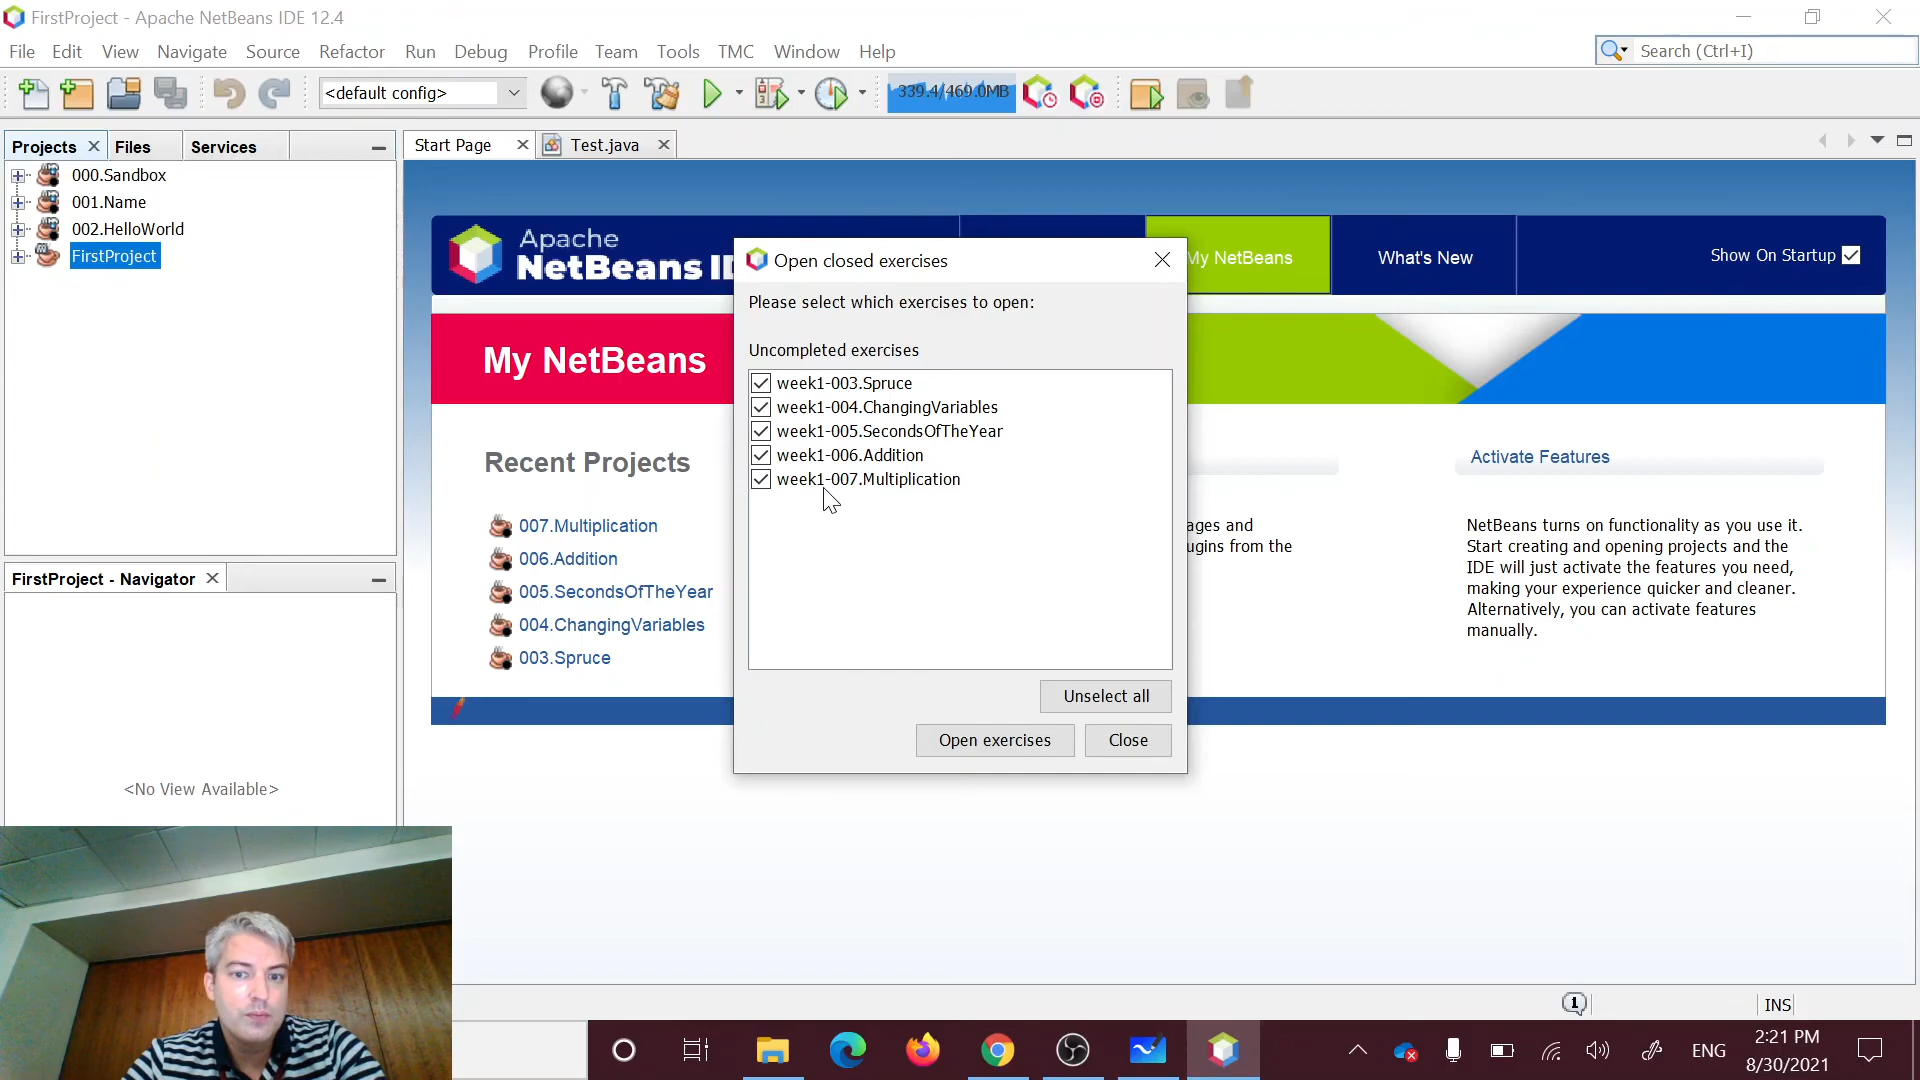 FirstProject - Apache NetBeans IDE 12.4
File Edit View Navigate Source Refactor Run Debug Profile Team Tools TMC Window Help
Search (Ctrl+I)
<default config>
339.4/469.0MB
Projects Files Services
Start Page Test.java
000.Sandbox
001.Name
002.HelloWorld
FirstProject
Apache
NetBeans ID
My NetBeans
What's New
Show On Startup
My NetBeans
Recent Projects
007.Multiplication
006.Addition
005.SecondsOfTheYear
004.ChangingVariables
003.Spruce
Open closed exercises
Please select which exercises to open:
Uncompleted exercises
week1-003.Spruce
week1-004.ChangingVariables
week1-005.SecondsOfTheYear
week1-006.Addition
week1-007.Multiplication
Unselect all
Open exercises Close
ages and
ugins from the
Activate Features
NetBeans turns on functionality as you use it.
Start creating and opening projects and the
IDE will just activate the features you need,
making your experience quicker and cleaner.
Alternatively, you can activate features
manually.
FirstProject - Navigator
<No View Available>
1
INS
ENG
2:21 PM
8/30/2021